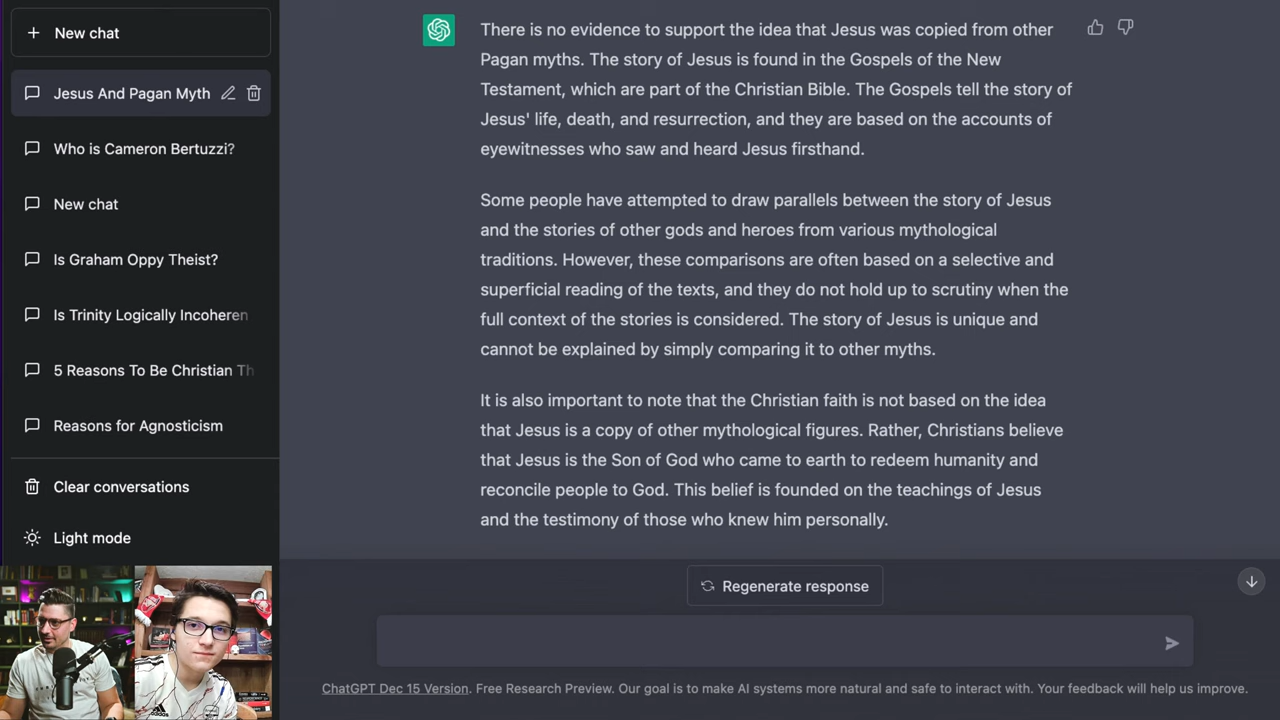 New chat
Jesus And Pagan Myth
Who is Cameron Bertuzzi?
New chat
Is Graham Oppy Theist?
Is Trinity Logically Incoheren
5 Reasons To Be Christian Th
Reasons for Agnosticism
Clear conversations
Light mode
There is no evidence to support the idea that Jesus was copied from other
Pagan myths. The story of Jesus is found in the Gospels of the New
Testament, which are part of the Christian Bible. The Gospels tell the story of
Jesus' life, death, and resurrection, and they are based on the accounts of
eyewitnesses who saw and heard Jesus firsthand.
Some people have attempted to draw parallels between the story of Jesus
and the stories of other gods and heroes from various mythological
traditions. However, these comparisons are often based on a selective and
superficial reading of the texts, and they do not hold up to scrutiny when the
full context of the stories is considered. The story of Jesus is unique and
cannot be explained by simply comparing it to other myths.
It is also important to note that the Christian faith is not based on the idea
that Jesus is a copy of other mythological figures. Rather, Christians believe
that Jesus is the Son of God who came to earth to redeem humanity and
reconcile people to God. This belief is founded on the teachings of Jesus
and the testimony of those who knew him personally.
Regenerate response
ChatGPT Dec 15 Version. Free Research Preview. Our goal is to make AI systems more natural and safe to interact with. Your feedback will help us improve.